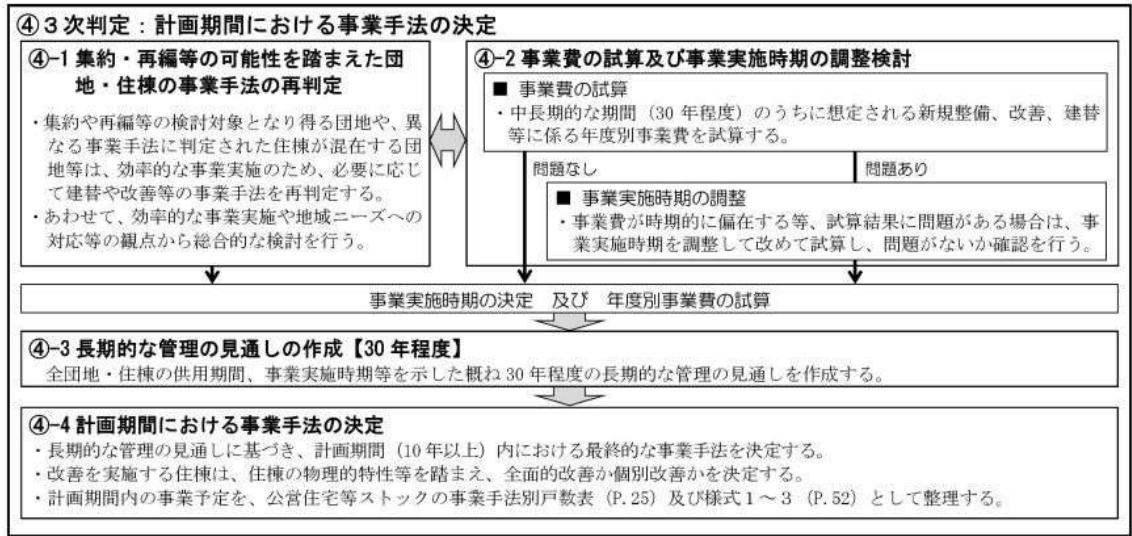 ④３次判定：計画期間における事業手法の決定
④-1 集約・再編等の可能性を踏まえた団
地・住棟の事業手法の再判定
・集約や再編等の検討対象となり得る団地や、異
なる事業手法に判定された住棟が混在する団
地等は、効率的な事業実施のため、必要に応じ
て建替や改善等の事業手法を再判定する。
・あわせて、効率的な事業実施や地域ニーズへの
対応等の観点から総合的な検討を行う。
④-2 事業費の試算及び事業実施時期の調整検討
■ 事業費の試算
・中長期的な期間（30 年程度）のうちに想定される新規整備、改善、建替
等に係る年度別事業費を試算する。
問題なし
問題あり
■ 事業実施時期の調整
・事業費が時期的に偏在する等、試算結果に問題がある場合は、事
業実施時期を調整して改めて試算し、問題がないか確認を行う。
事業実施時期の決定　及び　年度別事業費の試算
④-3 長期的な管理の見通しの作成【30 年程度】
全団地・住棟の供用期間、事業実施時期等を示した概ね 30 年程度の長期的な管理の見通しを作成する。
④-4 計画期間における事業手法の決定
・長期的な管理の見通しに基づき、計画期間（10 年以上）内における最終的な事業手法を決定する。
・改善を実施する住棟は、住棟の物理的特性等を踏まえ、全面的改善か個別改善かを決定する。
・計画期間内の事業予定を、公営住宅等ストックの事業手法別戸数表（P.25）及び様式１～３（P.52）として整理する。